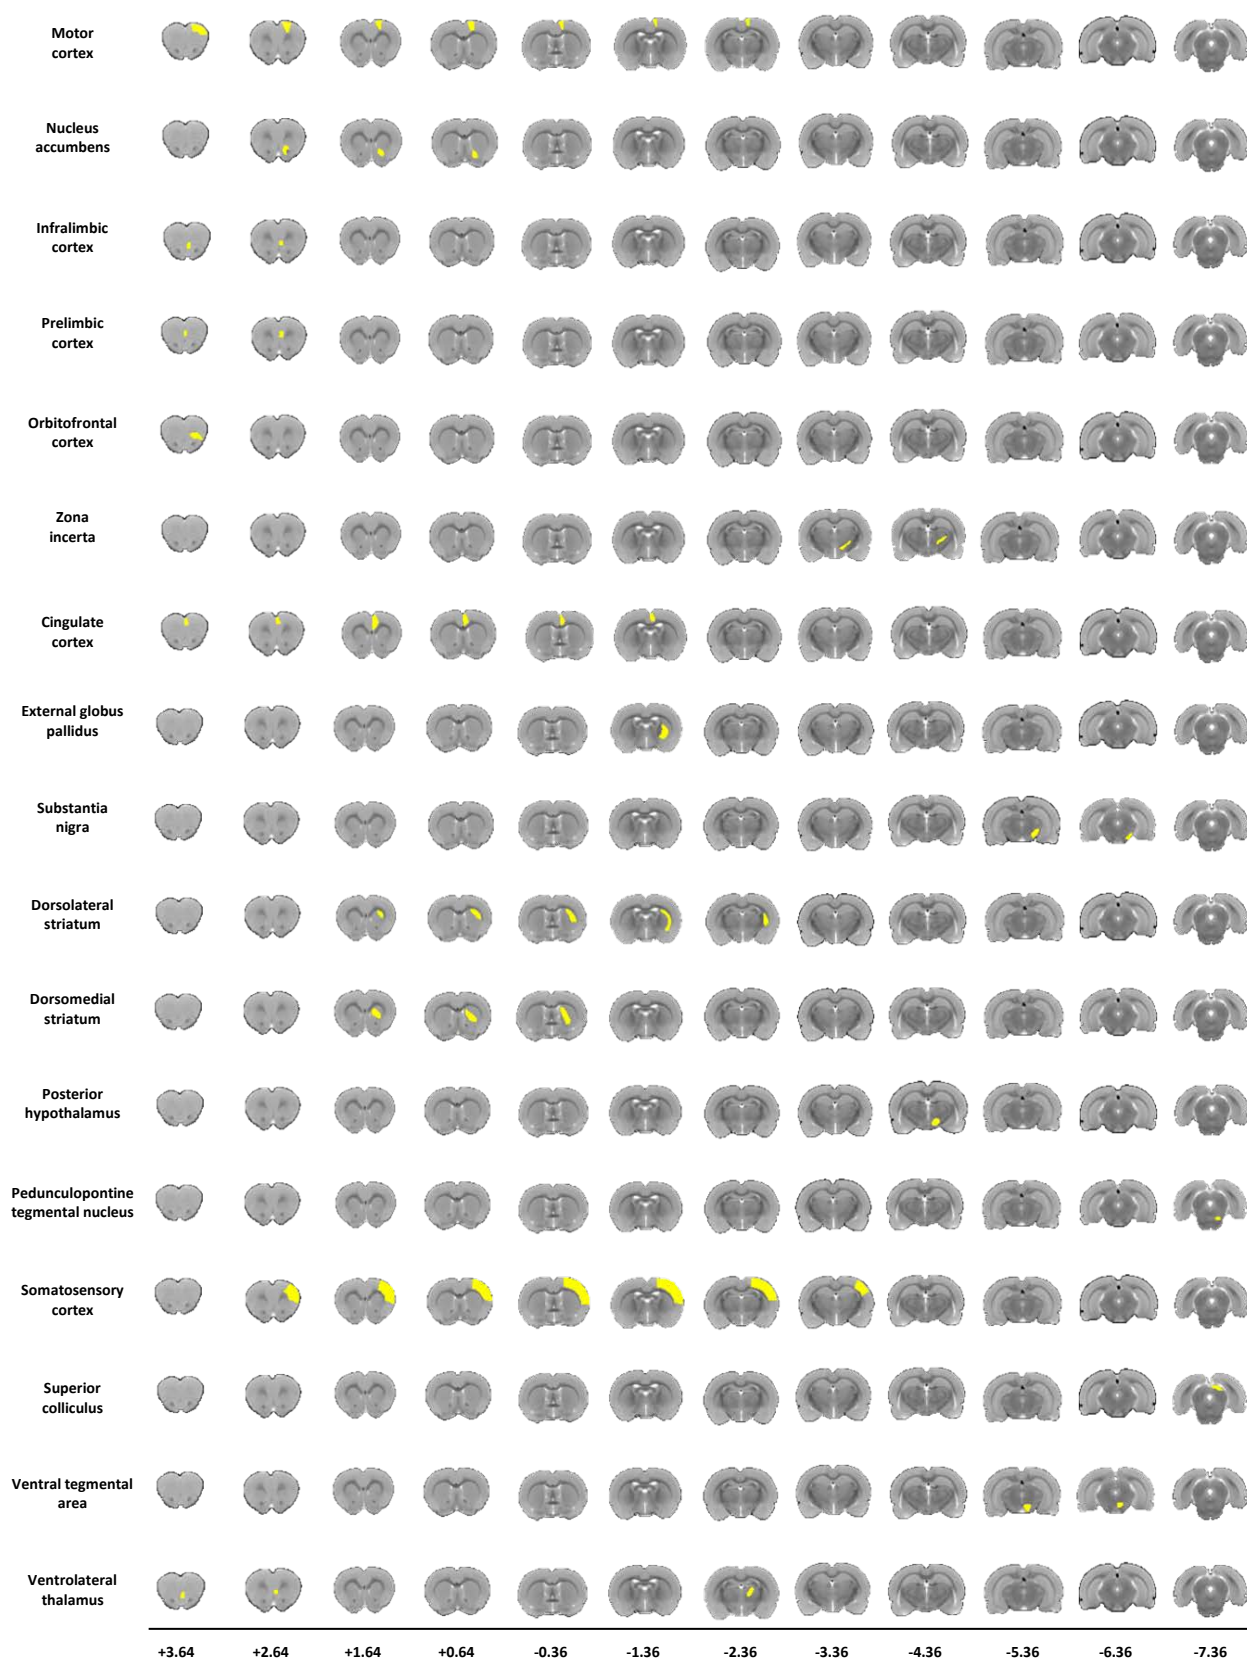 Motor
cortex
Nucleus
accumbens
Infralimbic
cortex
Prelimbic
cortex
Orbitofrontal
cortex
Zona
incerta
Cingulate
cortex
External globus
pallidus
Substantia
nigra
Dorsolateral
striatum
Dorsomedial
striatum
Posterior
hypothalamus
Pedunculopontine
tegmental nucleus
Somatosensory
cortex
Superior
colliculus
Ventral tegmental
area
Ventrolateral
thalamus
+3.64 +2.64 +1.64 +0.64 -0.36 -1.36 -2.36 -3.36 -4.36 -5.36 -6.36 -7.36